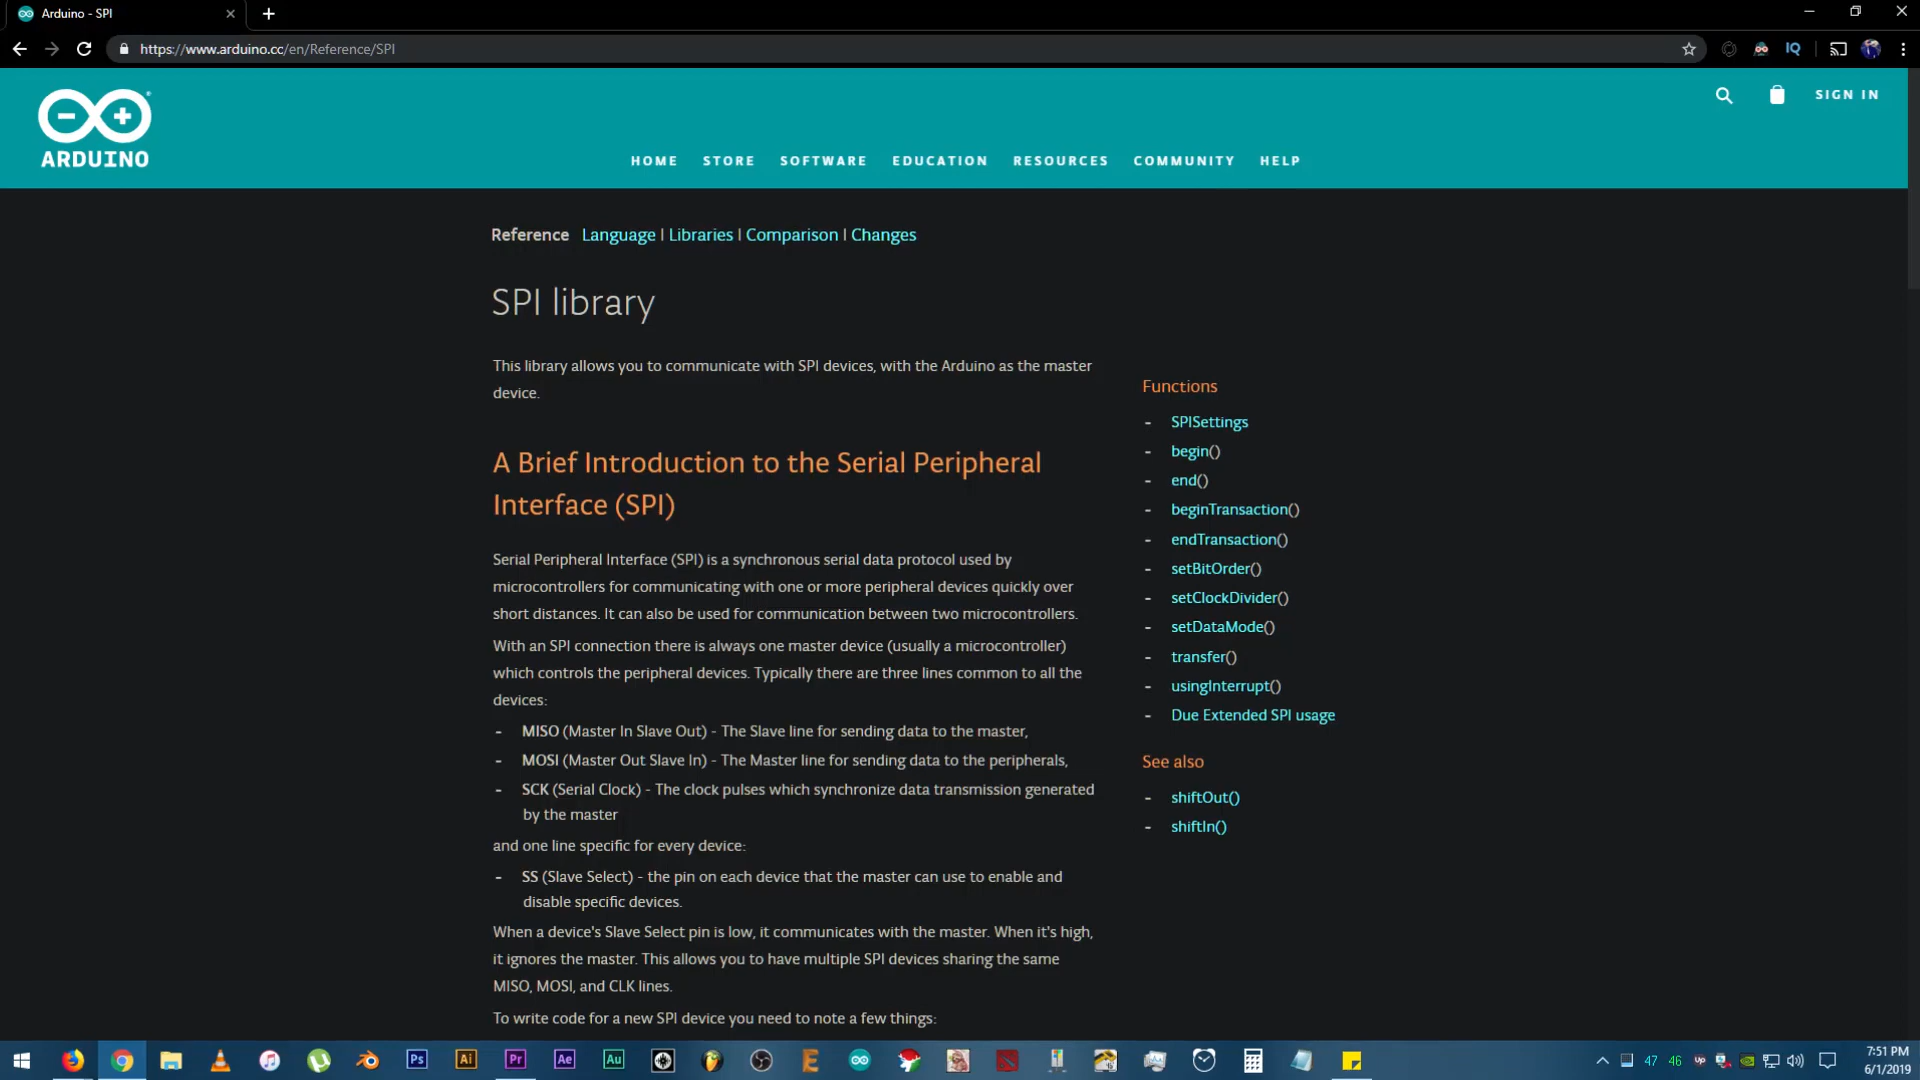 Arduino - SPI
https://www.arduino.cc/en/Reference/SPI
IQ
SIGN IN
ARDUINO
HOME STORE SOFTWARE EDUCATION RESOURCES COMMUNITY HELP
Reference Language | Libraries | Comparison | Changes
SPI library
This library allows you to communicate with SPI devices, with the Arduino as the master
device.
A Brief Introduction to the Serial Peripheral
Interface (SPI)
Serial Peripheral Interface (SPI) is a synchronous serial data protocol used by
microcontrollers for communicating with one or more peripheral devices quickly over
short distances. It can also be used for communication between two microcontrollers.
With an SPI connection there is always one master device (usually a microcontroller)
which controls the peripheral devices. Typically there are three lines common to all the
devices:
- MISO (Master In Slave Out) - The Slave line for sending data to the master,
- MOSI (Master Out Slave In) - The Master line for sending data to the peripherals,
- SCK (Serial Clock) - The clock pulses which synchronize data transmission generated
by the master
and one line specific for every device:
- SS (Slave Select) - the pin on each device that the master can use to enable and
disable specific devices.
When a device's Slave Select pin is low, it communicates with the master. When it's high,
it ignores the master. This allows you to have multiple SPI devices sharing the same
MISO, MOSI, and CLK lines.
To write code for a new SPI device you need to note a few things:
Functions
- SPISettings
- begin()
- end()
- beginTransaction()
- endTransaction()
- setBitOrder()
- setClockDivider()
- setDataMode()
- transfer()
- usingInterrupt()
- Due Extended SPI usage
See also
- shiftOut()
- shiftIn()
Ps Ai Pr Ae Au
47 46
7:51 PM
6/1/2019